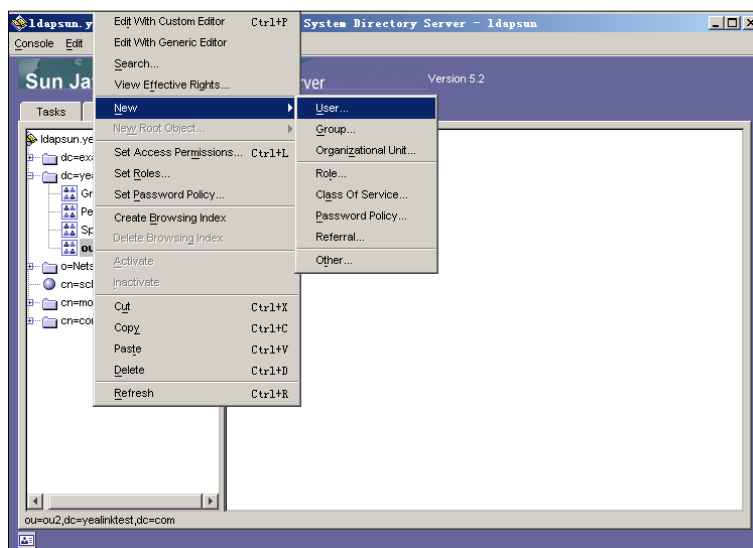 ldapsun.y System Directory Server - ldapsun
Console Edit
Sun Ja ver Version 5.2
Tasks
ldapsun.ye
dc=ex
dc=yea
Gr
Pe
Sp
ou
o=Nets
cn=scl
cn=mo
cn=co
Edit With Custom Editor Ctrl+P
Edit With Generic Editor
Search...
View Effective Rights...
New
New Root Object...
Set Access Permissions... Ctrl+L
Set Roles...
Set Password Policy...
Create Browsing Index
Delete Browsing Index
Activate
Inactivate
Cut Ctrl+X
Copy Ctrl+C
Paste Ctrl+V
Delete Ctrl+D
Refresh Ctrl+R
User...
Group...
Organizational Unit...
Role...
Class Of Service...
Password Policy...
Referral...
Other...
ou=ou2,dc=yealinktest,dc=com